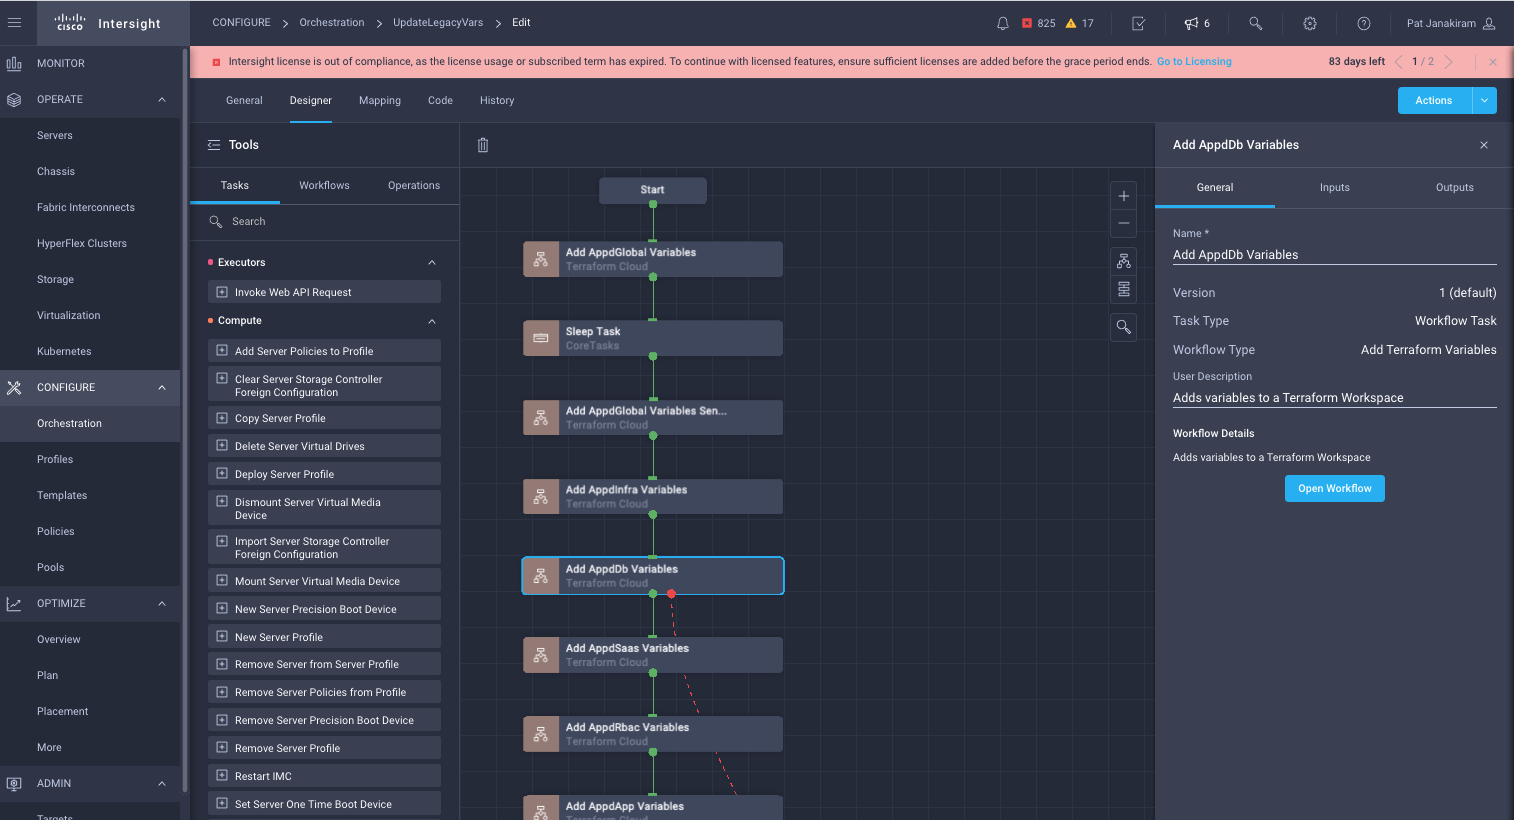 CISCO Intersight
CONFIGURE > Orchestration > UpdateLegacyVars > Edit
825 17 6 Pat Janakiram
Intersight license is out of compliance, as the license usage or subscribed term has expired. To continue with licensed features, ensure sufficient licenses are added before the grace period ends. Go to Licensing
83 days left 1 / 2
MONITOR
OPERATE
Servers
Chassis
Fabric Interconnects
HyperFlex Clusters
Storage
Virtualization
Kubernetes
CONFIGURE
Orchestration
Profiles
Templates
Policies
Pools
OPTIMIZE
Overview
Plan
Placement
More
ADMIN
Targets
General Designer Mapping Code History
Actions
Tools
Tasks Workflows Operations
Search
Executors
Invoke Web API Request
Compute
Add Server Policies to Profile
Clear Server Storage Controller
Foreign Configuration
Copy Server Profile
Delete Server Virtual Drives
Deploy Server Profile
Dismount Server Virtual Media
Device
Import Server Storage Controller
Foreign Configuration
Mount Server Virtual Media Device
New Server Precision Boot Device
New Server Profile
Remove Server from Server Profile
Remove Server Policies from Profile
Remove Server Precision Boot Device
Remove Server Profile
Restart IMC
Set Server One Time Boot Device
Start
Add AppdGlobal Variables
Terraform Cloud
Sleep Task
CoreTasks
Add AppdGlobal Variables Sen...
Terraform Cloud
Add AppdInfra Variables
Terraform Cloud
Add AppdDb Variables
Terraform Cloud
Add AppdSaas Variables
Terraform Cloud
Add AppdRbac Variables
Terraform Cloud
Add AppdApp Variables
Add AppdDb Variables
General Inputs Outputs
Name *
Add AppdDb Variables
Version 1 (default)
Task Type Workflow Task
Workflow Type Add Terraform Variables
User Description
Adds variables to a Terraform Workspace
Workflow Details
Adds variables to a Terraform Workspace
Open Workflow